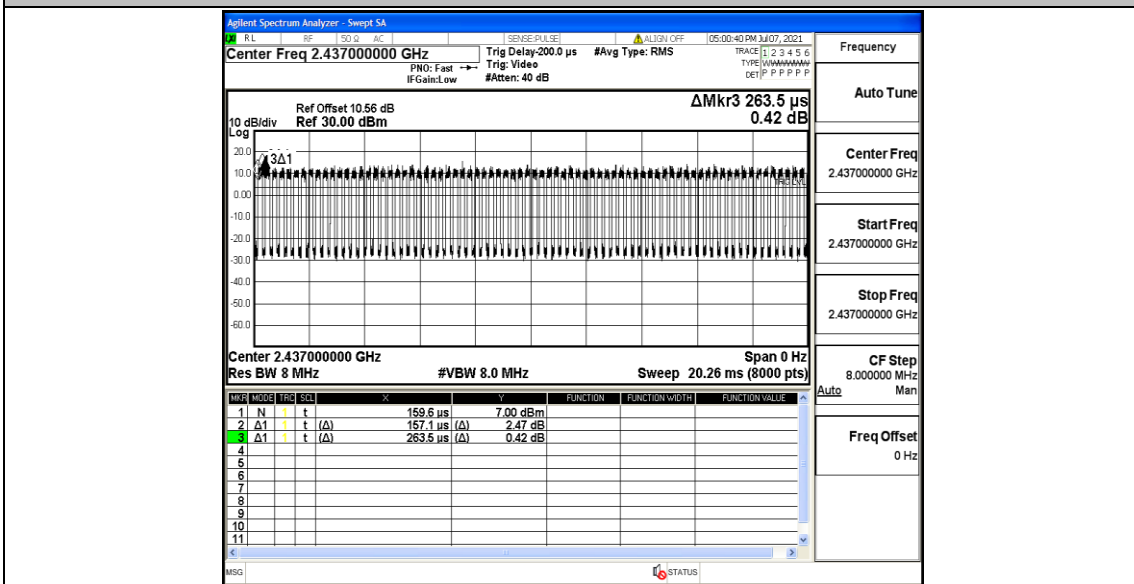 Agilent Spectrum Analyzer - Swept SA
RL RF 50 Ω AC SENSE:PULSE ALIGN OFF 05:00:40 PM Jul 07, 2021
Center Freq 2.437000000 GHz
PNO: Fast
IFGain:Low
Trig Delay-200.0 µs
Trig: Video
#Atten: 40 dB
#Avg Type: RMS
TRACE 1 2 3 4 5 6
TYPE
DET P P P P P P
Ref Offset 10.56 dB
10 dB/div Ref 30.00 dBm
ΔMkr3 263.5 µs
0.42 dB
Log
20.0
3Δ1
10.0
TRIG LVL
0.00
-10.0
-20.0
-30.0
-40.0
-50.0
-60.0
Center 2.437000000 GHz Span 0 Hz
Res BW 8 MHz #VBW 8.0 MHz Sweep 20.26 ms (8000 pts)
MKR MODE TRC SCL X Y FUNCTION FUNCTION WIDTH FUNCTION VALUE
1 N 1 t 159.6 µs 7.00 dBm
2 Δ1 1 t (Δ) 157.1 µs (Δ) 2.47 dB
3 Δ1 1 t (Δ) 263.5 µs (Δ) 0.42 dB
4
5
6
7
8
9
10
11
MSG STATUS
Frequency
Auto Tune
Center Freq
2.437000000 GHz
Start Freq
2.437000000 GHz
Stop Freq
2.437000000 GHz
CF Step
8.000000 MHz
Auto Man
Freq Offset
0 Hz